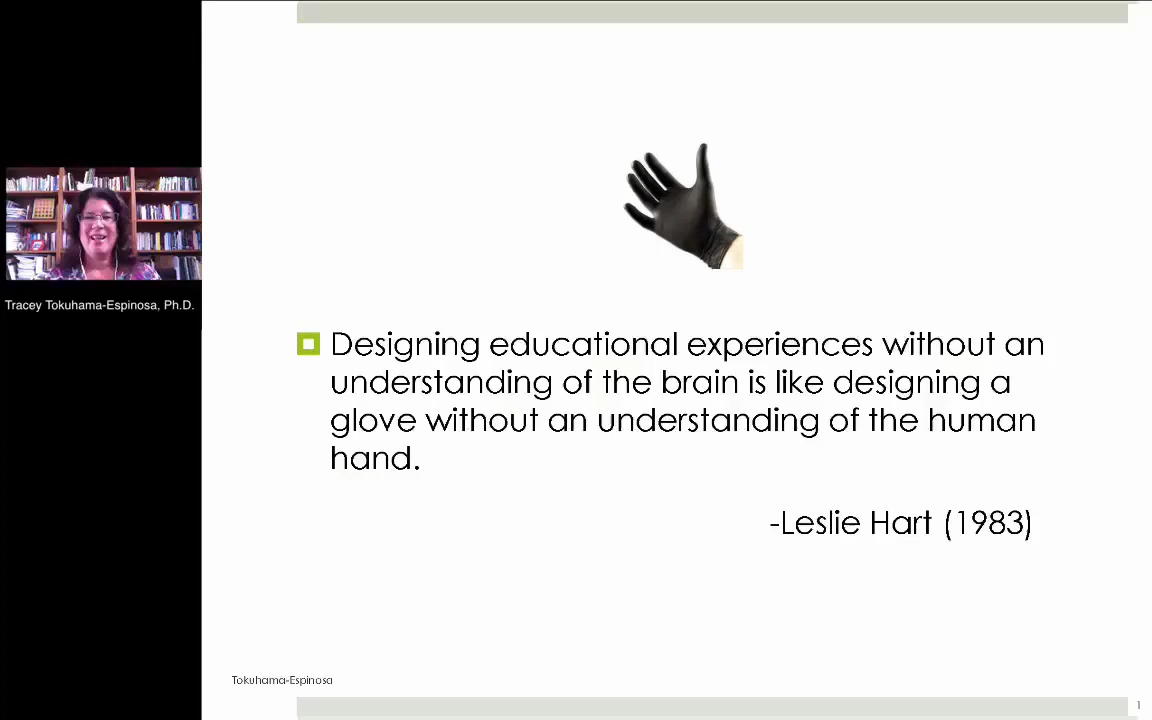 Tracey Tokuhama-Espinosa, Ph.D.
Designing educational experiences without an
understanding of the brain is like designing a
glove without an understanding of the human
hand.
-Leslie Hart (1983)
Tokuhama-Espinosa
1